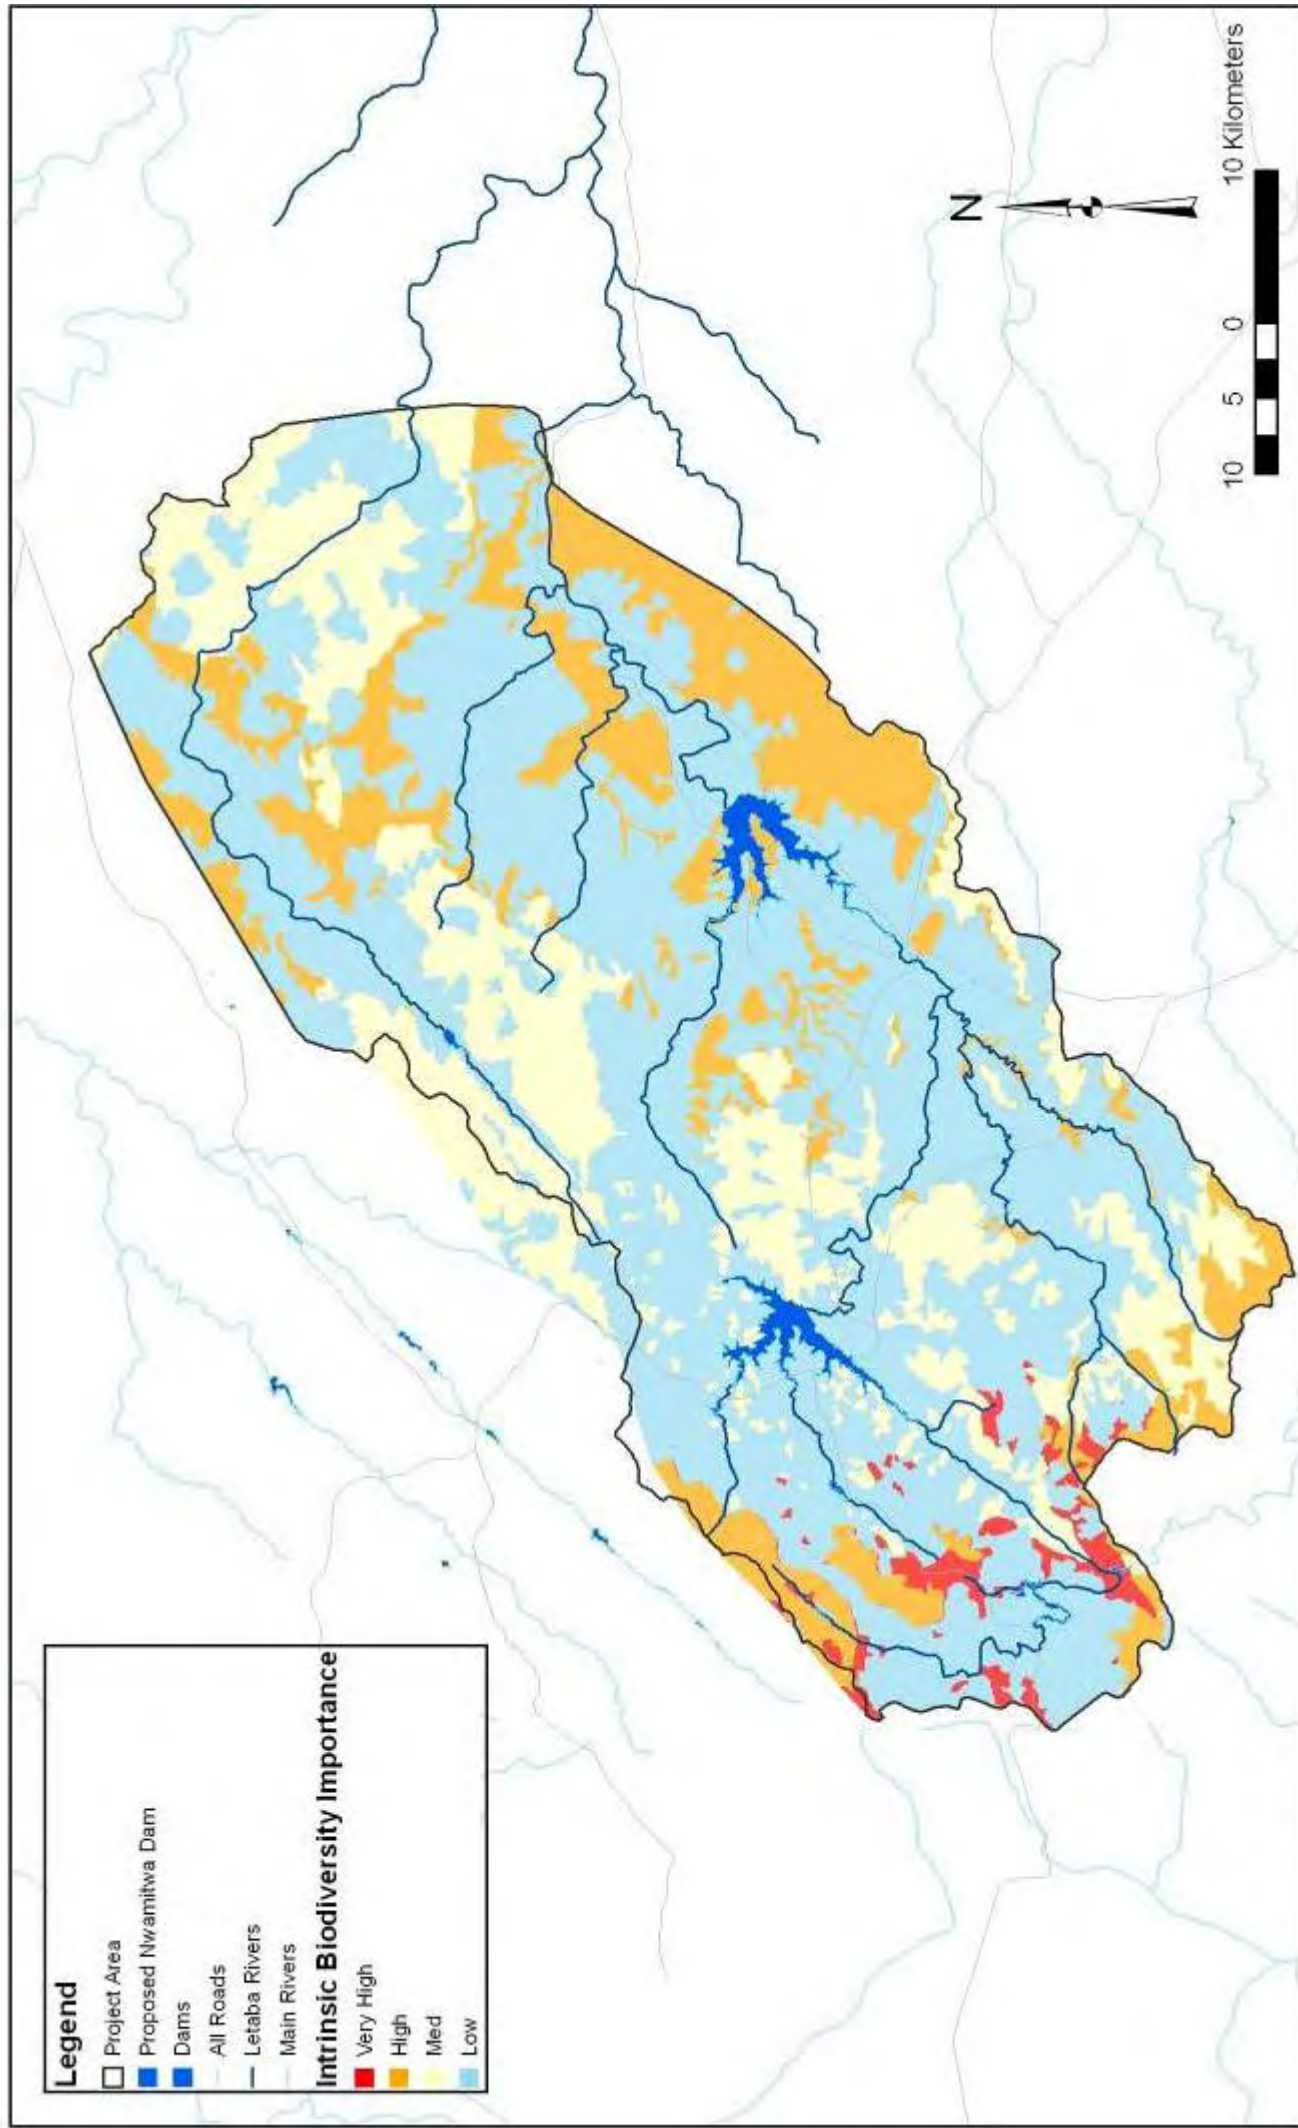 Legend
Project Area
Proposed Nwamitwa Dam
Dams
All Roads
Letaba Rivers
Main Rivers
Intrinsic Biodiversity Importance
Very High
High
Med
Low
N
10 5 0 10 Kilometers